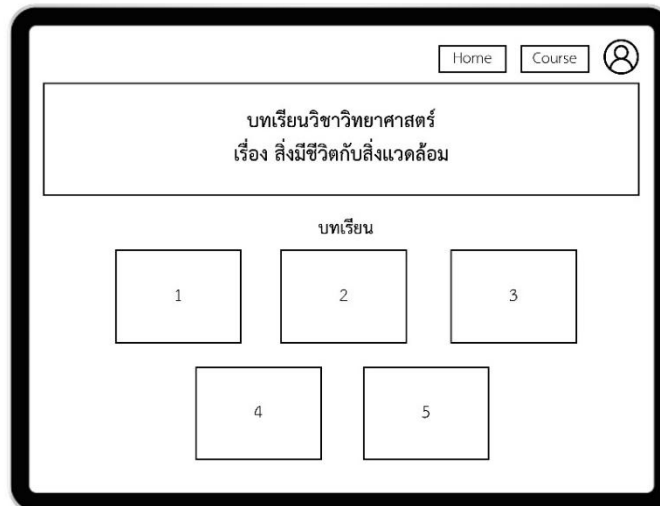 Home Course
บทเรียนวิชาวิทยาศาสตร์
เรื่อง สิ่งมีชีวิตกับสิ่งแวดล้อม
บทเรียน
1 2 3
4 5